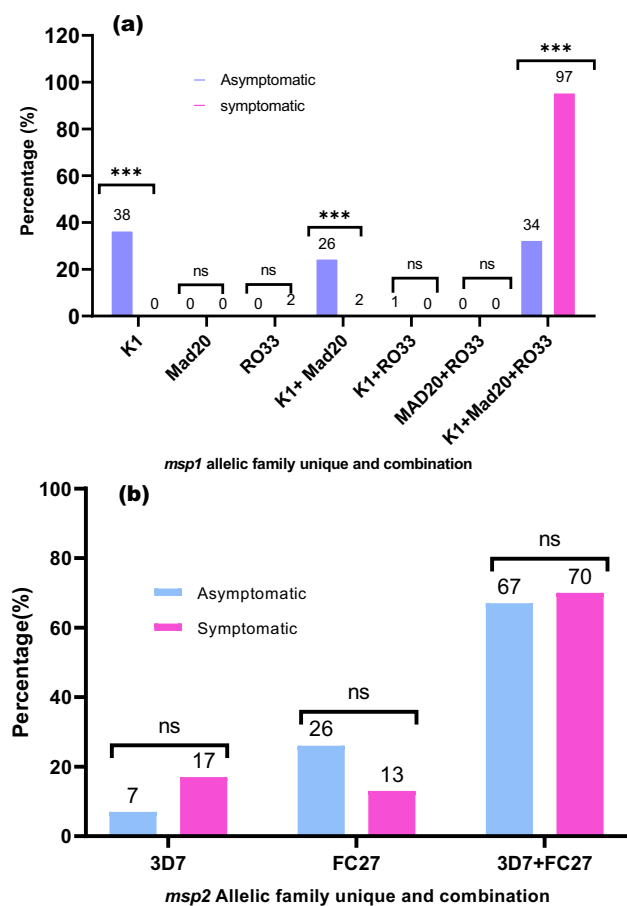 (a)
120
100
80
60
40
20
0
Percentage (%)
Asymptomatic
symptomatic
***
38
0
ns
0 0
ns
0 2
***
26
2
ns
1 0
ns
0 0
***
34
97
K1
Mad20
RO33
K1+ Mad20
K1+RO33
MAD20+RO33
K1+Mad20+RO33
msp1 allelic family unique and combination
(b)
100
80
60
40
20
0
Percentage(%)
Asymptomatic
Symptomatic
ns
7 17
ns
26 13
ns
67 70
3D7 FC27 3D7+FC27
msp2 Allelic family unique and combination